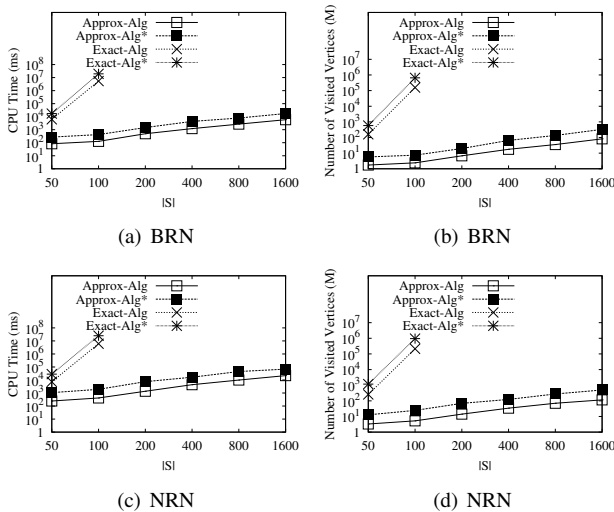 Approx-Alg
Approx-Alg*
Exact-Alg
Exact-Alg*
CPU Time (ms)
10^8
10^7
10^6
10^5
10^4
10^3
10^2
10^1
1
50 100 200 400 800 1600
|S|
(a) BRN
Approx-Alg
Approx-Alg*
Exact-Alg
Exact-Alg*
Number of Visited Vertices (M)
10^7
10^6
10^5
10^4
10^3
10^2
10^1
1
50 100 200 400 800 1600
|S|
(b) BRN
Approx-Alg
Approx-Alg*
Exact-Alg
Exact-Alg*
CPU Time (ms)
10^8
10^7
10^6
10^5
10^4
10^3
10^2
10^1
1
50 100 200 400 800 1600
|S|
(c) NRN
Approx-Alg
Approx-Alg*
Exact-Alg
Exact-Alg*
Number of Visited Vertices (M)
10^7
10^6
10^5
10^4
10^3
10^2
10^1
1
50 100 200 400 800 1600
|S|
(d) NRN